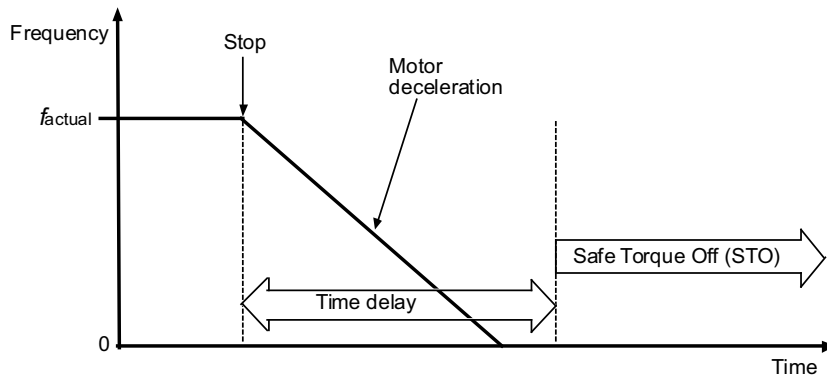 Frequency
Stop
Motor
deceleration
factual
Safe Torque Off (STO)
Time delay
0
Time